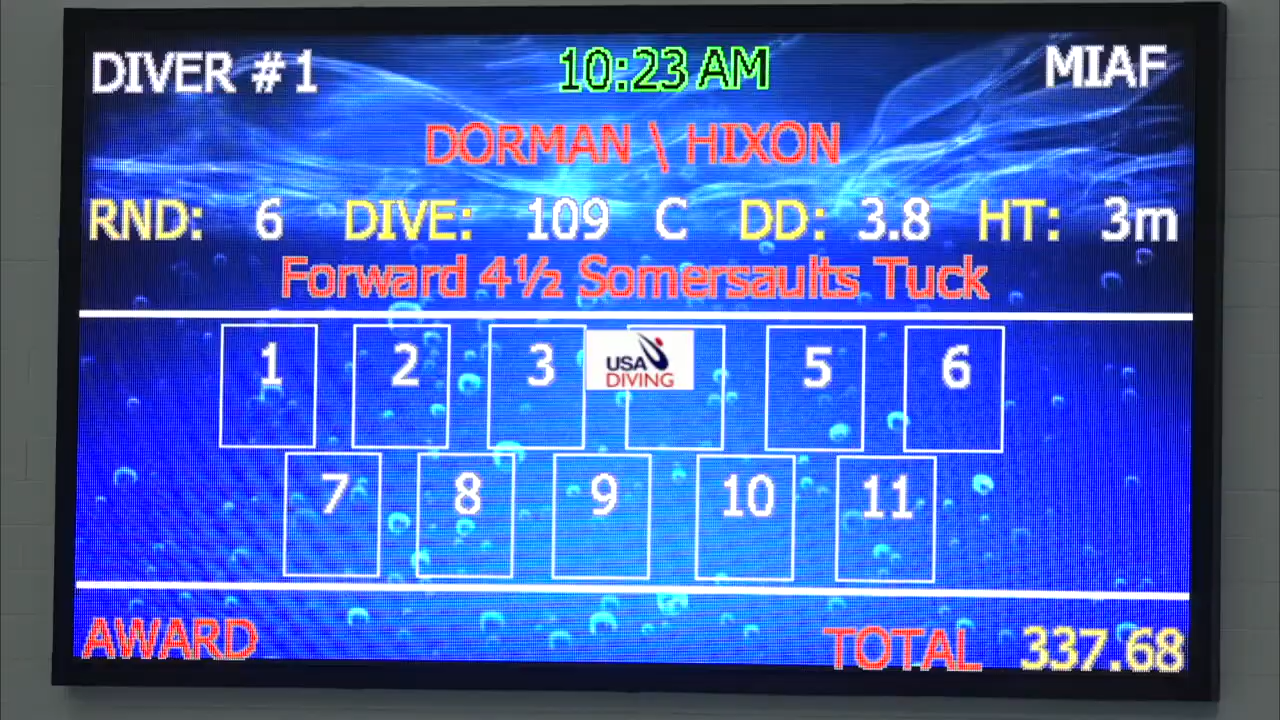 DIVER #1 10:23 AM MIAF
DORMAN \ HIXON
RND: 6 DIVE: 109 C DD: 3.8 HT: 3m
Forward 4½ Somersaults Tuck
1 2 3 USA DIVING 5 6
7 8 9 10 11
AWARD TOTAL 337.68